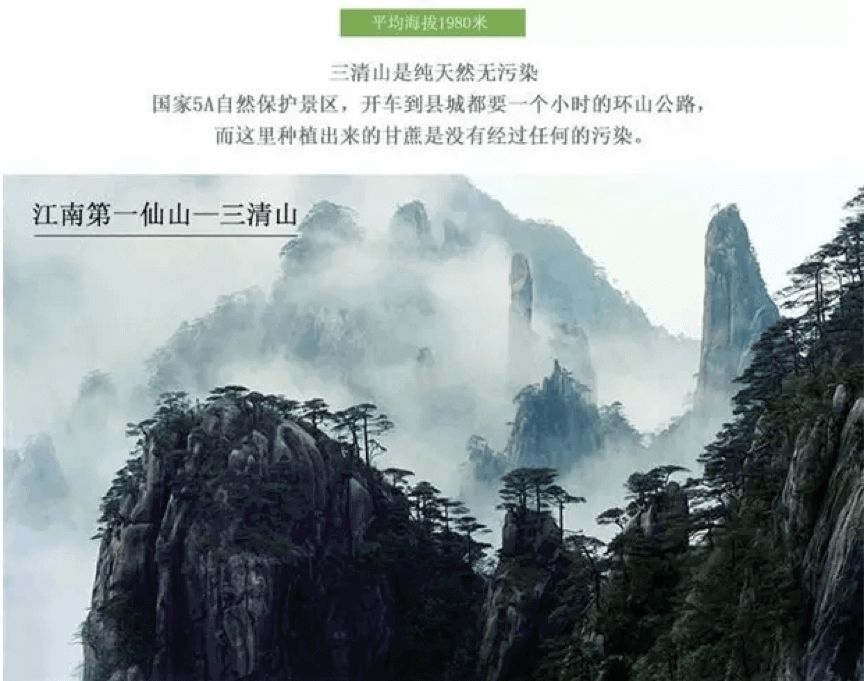 平均海拔1980米
三清山是纯天然无污染
国家5A自然保护景区，开车到县城都要一个小时的环山公路，
而这里种植出来的甘蔗是没有经过任何的污染。
江南第一仙山—三清山